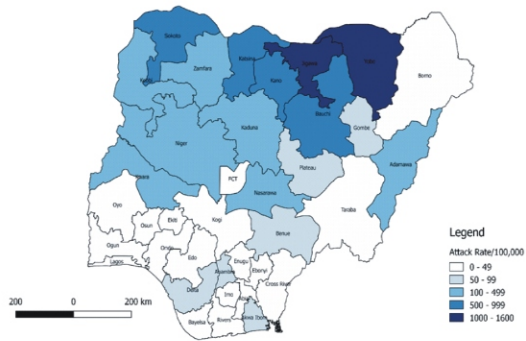 Sokoto
Katsina
Jigawa
Yobe
Borno
Kebbi
Zamfara
Kano
Bauchi
Gombe
Kaduna
Niger
Adamawa
Plateau
Kwara
FCT
Nasarawa
Taraba
Oyo
Kogi
Benue
Osun
Ekiti
Ogun
Ondo
Edo
Enugu
Lagos
Anambra
Ebonyi
Cross River
Delta
Imo
Abia
Bayelsa
Rivers
Akwa Ibom
Legend
Attack Rate/100,000
0 - 49
50 - 99
100 - 499
500 - 999
1000 - 1600
200 0 200 km